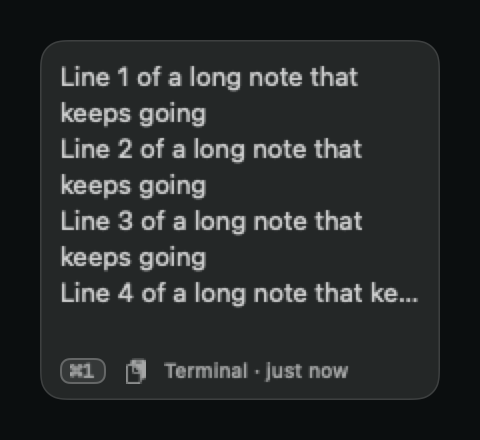 Line 1 of a long note that
keeps going
Line 2 of a long note that
keeps going
Line 3 of a long note that
keeps going
Line 4 of a long note that ke...
⌘1 Terminal · just now